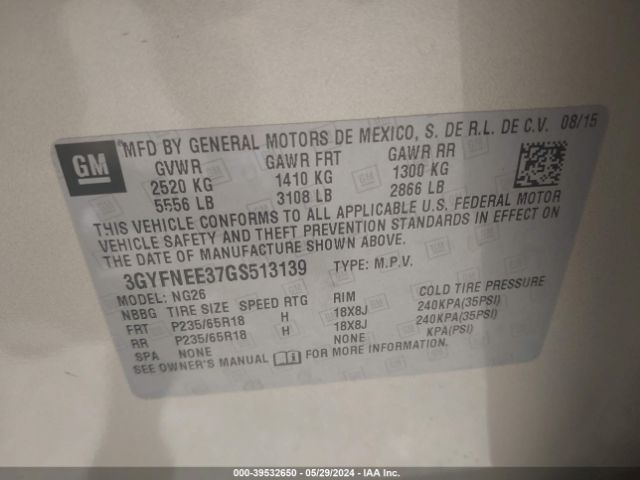 GM
MFD BY GENERAL MOTORS DE MEXICO, S. DE R.L. DE C.V. 08/15
GVWR GAWR FRT GAWR RR
2520 KG 1410 KG 1300 KG
5556 LB 3108 LB 2866 LB
THIS VEHICLE CONFORMS TO ALL APPLICABLE U.S. FEDERAL MOTOR
VEHICLE SAFETY AND THEFT PREVENTION STANDARDS IN EFFECT ON
THE DATE OF MANUFACTURE SHOWN ABOVE.
3GYFNEE37GS513139 TYPE: M.P.V.
MODEL: NG26
NBBG TIRE SIZE SPEED RTG RIM COLD TIRE PRESSURE
FRT P235/65R18 H 18X8J 240KPA(35PSI)
RR P235/65R18 H 18X8J 240KPA(35PSI)
SPA NONE NONE KPA(PSI)
SEE OWNER'S MANUAL FOR MORE INFORMATION.
000-39532650 - 05/29/2024 - IAA Inc.